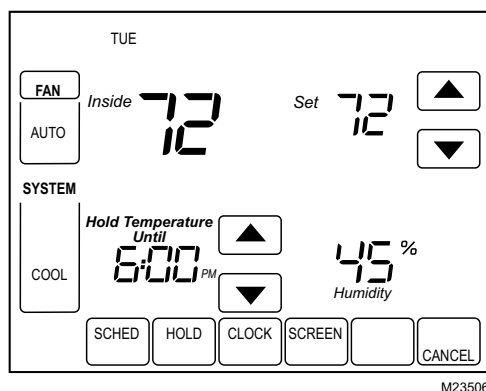 TUE
FAN
AUTO
Inside 72
Set 72
SYSTEM
COOL
Hold Temperature
Until
6:00 PM
45 %
Humidity
SCHED HOLD CLOCK SCREEN CANCEL
M23506